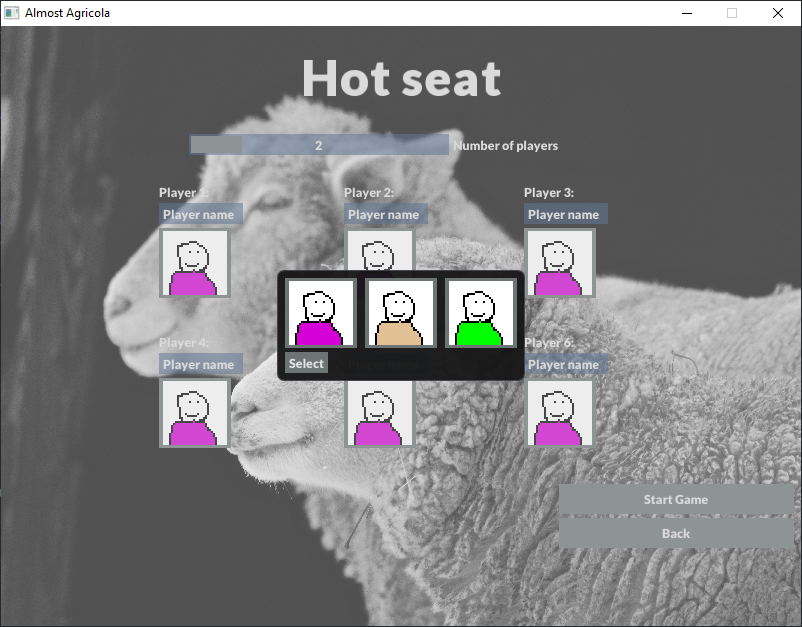 Almost Agricola
Hot seat
2 Number of players
Player 1: Player 2: Player 3:
Player name Player name Player name
Select
Player 4: Player 6:
Player name Player name
Start Game
Back